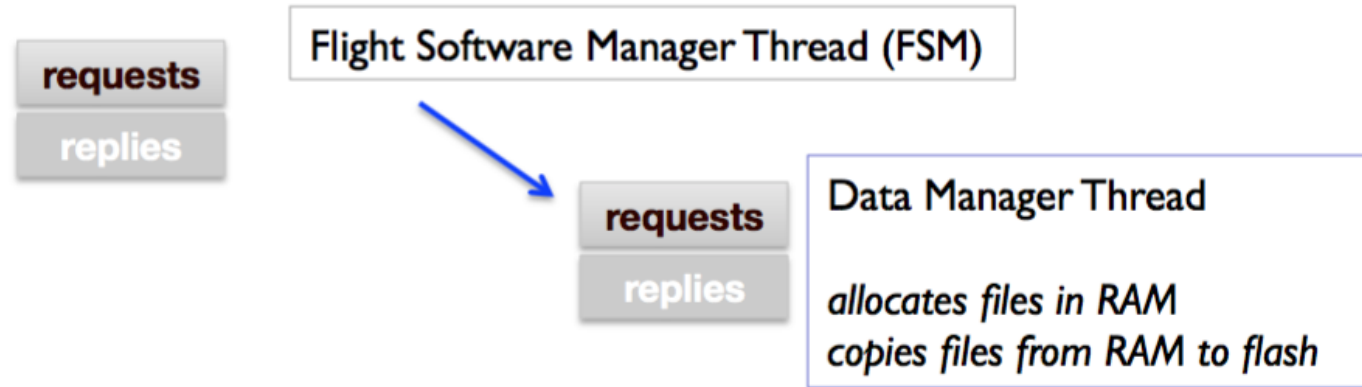 Flight Software Manager Thread (FSM)
requests
replies
requests
replies
Data Manager Thread
allocates files in RAM
copies files from RAM to flash